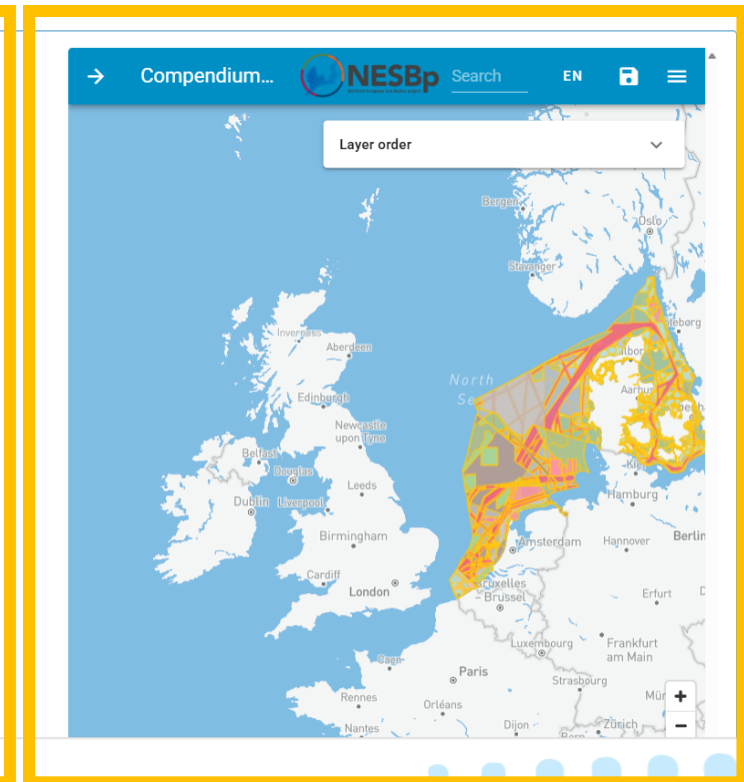 → Compendium... NESBp Search EN
Layer order
Bergen
Oslo
Stavanger
Inverness
Aberdeen
North
Edinburgh
Newcastle
upon Tyne
Belfast
Douglas
Leeds
Dublin
Liverpool
Hamburg
Birmingham
Amsterdam
Hannover
Berlin
Cardiff
London
Bruxelles
- Brussel
Erfurt
Luxembourg
Frankfurt
am Main
Caen
Paris
Strasbourg
Rennes
Orléans
+
Nantes
Dijon
Zürich
−